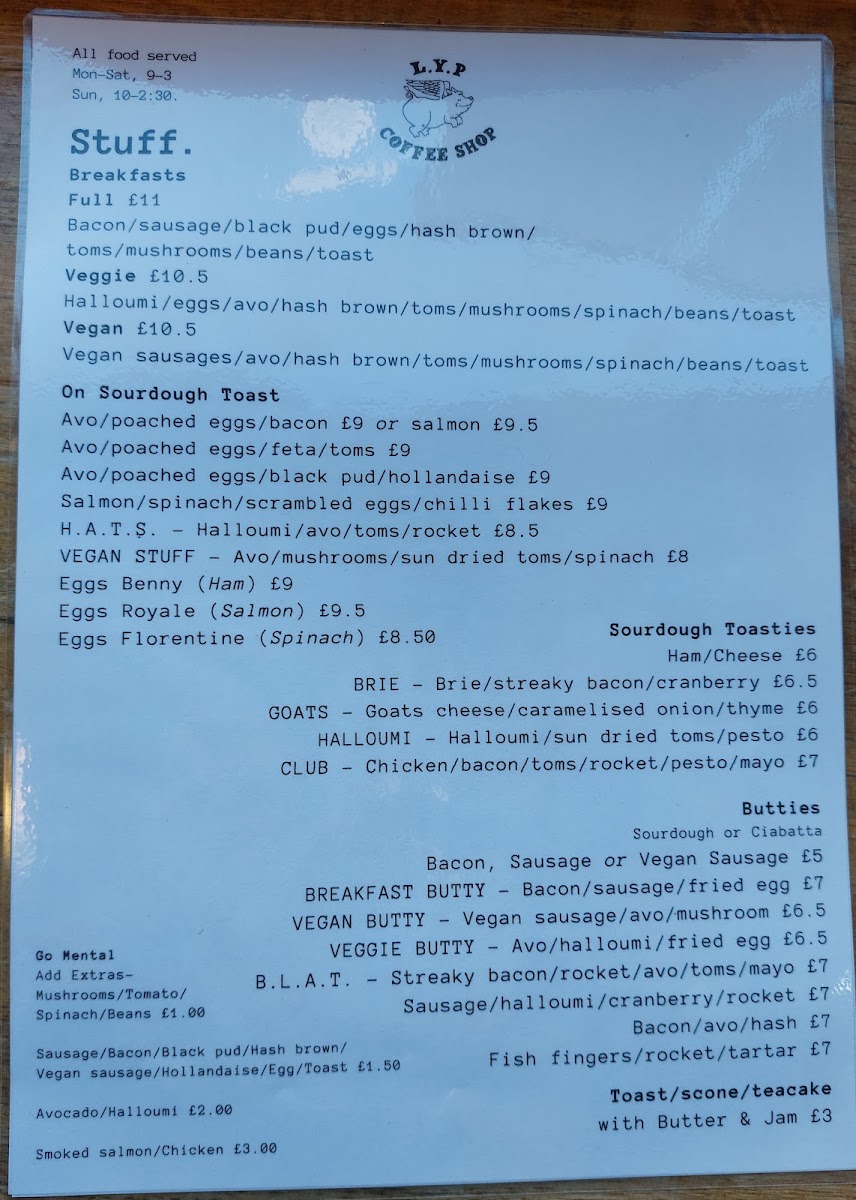 All food served
Mon-Sat, 9-3
Sun, 10-2:30.
L.Y.P
COFFEE SHOP
Stuff.
Breakfasts
Full £11
Bacon/sausage/black pud/eggs/hash brown/
toms/mushrooms/beans/toast
Veggie £10.5
Halloumi/eggs/avo/hash brown/toms/mushrooms/spinach/beans/toast
Vegan £10.5
Vegan sausages/avo/hash brown/toms/mushrooms/spinach/beans/toast
On Sourdough Toast
Avo/poached eggs/bacon £9 or salmon £9.5
Avo/poached eggs/feta/toms £9
Avo/poached eggs/black pud/hollandaise £9
Salmon/spinach/scrambled eggs/chilli flakes £9
H.A.T.S. - Halloumi/avo/toms/rocket £8.5
VEGAN STUFF - Avo/mushrooms/sun dried toms/spinach £8
Eggs Benny (Ham) £9
Eggs Royale (Salmon) £9.5
Eggs Florentine (Spinach) £8.50
Sourdough Toasties
Ham/Cheese £6
BRIE - Brie/streaky bacon/cranberry £6.5
GOATS - Goats cheese/caramelised onion/thyme £6
HALLOUMI - Halloumi/sun dried toms/pesto £6
CLUB - Chicken/bacon/toms/rocket/pesto/mayo £7
Butties
Sourdough or Ciabatta
Bacon, Sausage or Vegan Sausage £5
BREAKFAST BUTTY - Bacon/sausage/fried egg £7
VEGAN BUTTY - Vegan sausage/avo/mushroom £6.5
VEGGIE BUTTY - Avo/halloumi/fried egg £6.5
B.L.A.T. - Streaky bacon/rocket/avo/toms/mayo £7
Sausage/halloumi/cranberry/rocket £7
Bacon/avo/hash £7
Fish fingers/rocket/tartar £7
Toast/scone/teacake
with Butter & Jam £3
Go Mental
Add Extras-
Mushrooms/Tomato/
Spinach/Beans £1.00
Sausage/Bacon/Black pud/Hash brown/
Vegan sausage/Hollandaise/Egg/Toast £1.50
Avocado/Halloumi £2.00
Smoked salmon/Chicken £3.00